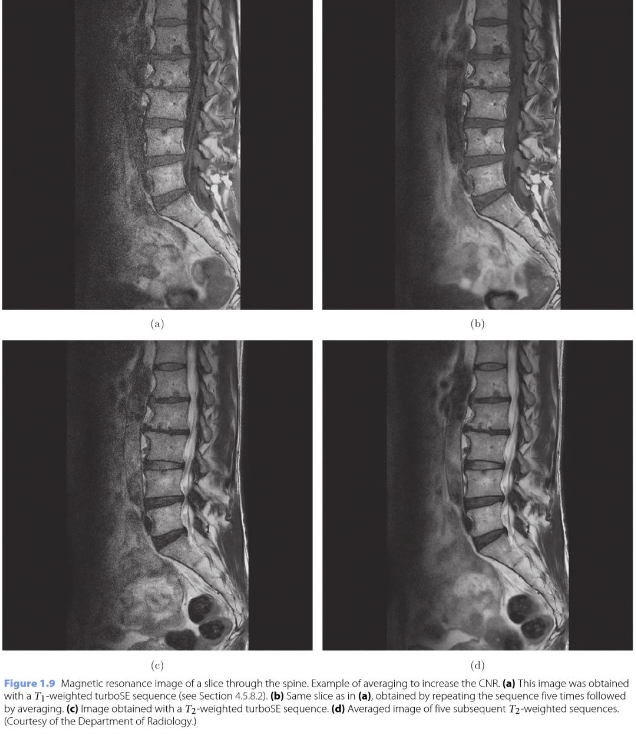 (a)
(b)
(c)
(d)
Figure 1.9 Magnetic resonance image of a slice through the spine. Example of averaging to increase the CNR. (a) This image was obtained
with a T1-weighted turboSE sequence (see Section 4.5.8.2). (b) Same slice as in (a), obtained by repeating the sequence five times followed
by averaging. (c) Image obtained with a T2-weighted turboSE sequence. (d) Averaged image of five subsequent T2-weighted sequences.
(Courtesy of the Department of Radiology.)